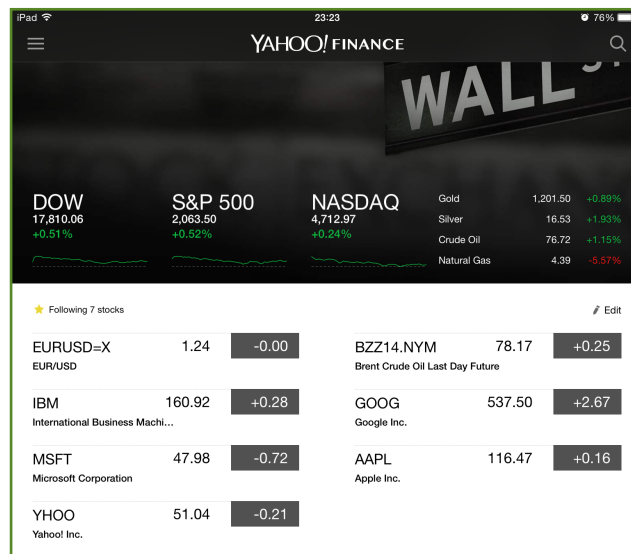 iPad 23:23 76%
YAHOO! FINANCE
WALL ST
DOW
17,810.06
+0.51%
S&P 500
2,063.50
+0.52%
NASDAQ
4,712.97
+0.24%
Gold 1,201.50 +0.89%
Silver 16.53 +1.93%
Crude Oil 76.72 +1.15%
Natural Gas 4.39 -5.57%
Following 7 stocks Edit
EURUSD=X 1.24 -0.00
EUR/USD
BZZ14.NYM 78.17 +0.25
Brent Crude Oil Last Day Future
IBM 160.92 +0.28
International Business Machi...
GOOG 537.50 +2.67
Google Inc.
MSFT 47.98 -0.72
Microsoft Corporation
AAPL 116.47 +0.16
Apple Inc.
YHOO 51.04 -0.21
Yahoo! Inc.